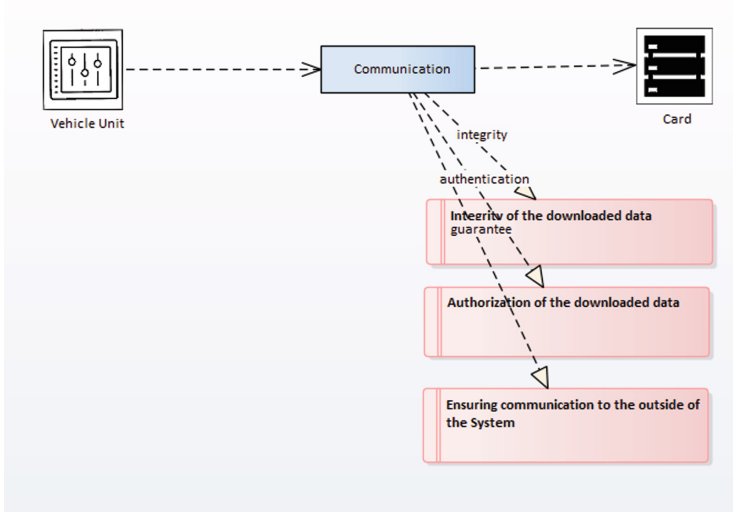 Communication
Vehicle Unit
Card
integrity
authentication
Integrity of the downloaded data
guarantee
Authorization of the downloaded data
Ensuring communication to the outside of
the System